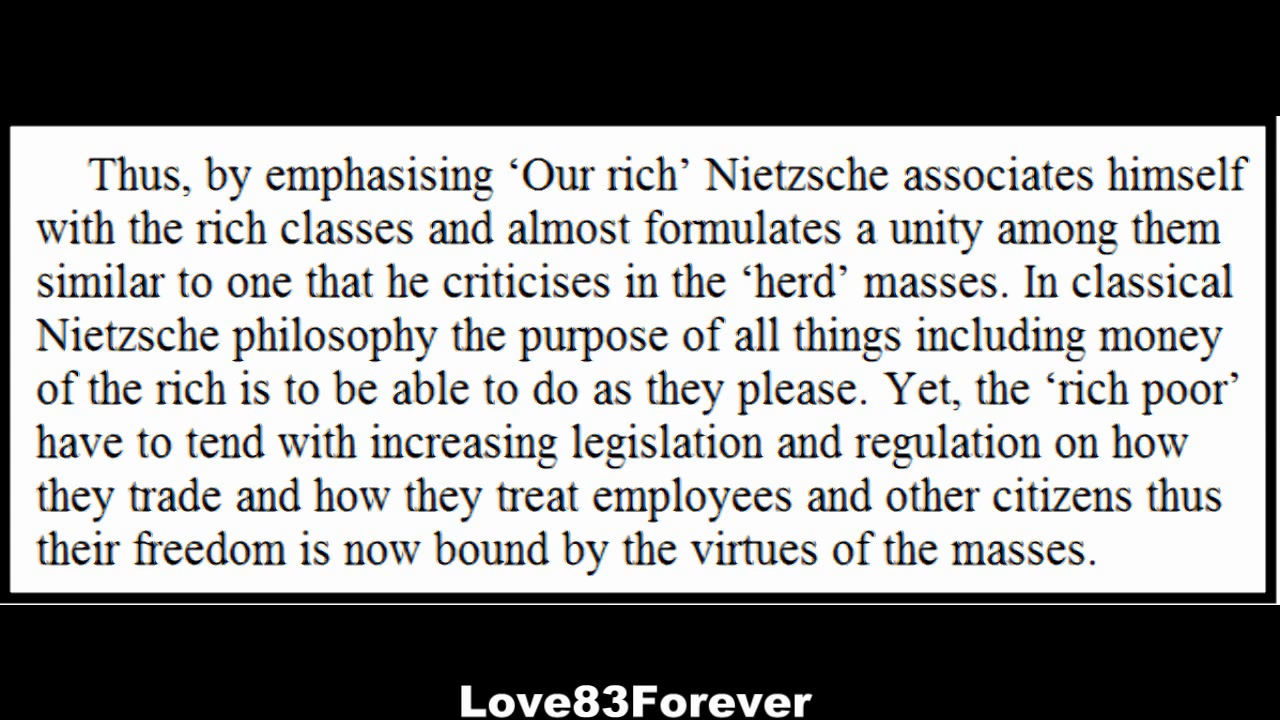 Thus, by emphasising ‘Our rich’ Nietzsche associates himself
with the rich classes and almost formulates a unity among them
similar to one that he criticises in the ‘herd’ masses. In classical
Nietzsche philosophy the purpose of all things including money
of the rich is to be able to do as they please. Yet, the ‘rich poor’
have to tend with increasing legislation and regulation on how
they trade and how they treat employees and other citizens thus
their freedom is now bound by the virtues of the masses.
Love83Forever